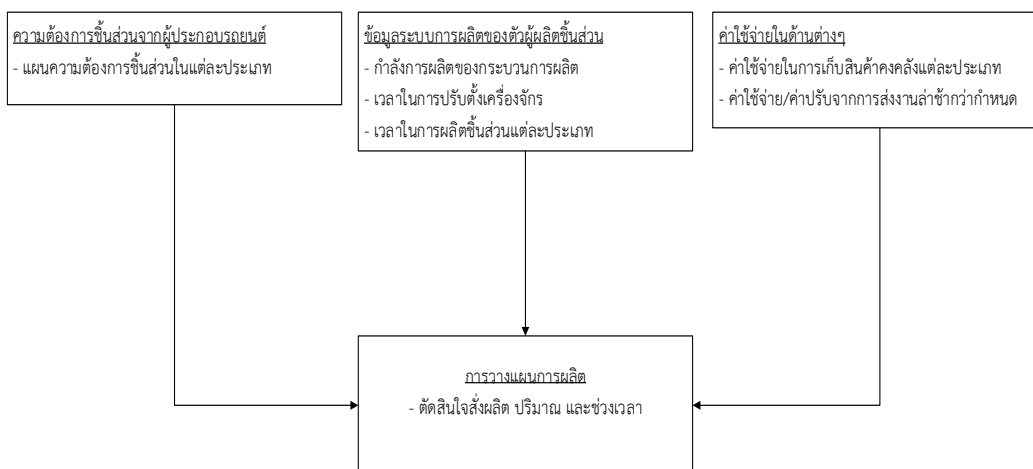 ความต้องการชิ้นส่วนจากผู้ประกอบรถยนต์
- แผนความต้องการชิ้นส่วนในแต่ละประเภท
ข้อมูลระบบการผลิตของตัวผู้ผลิตชิ้นส่วน
- กำลังการผลิตของกระบวนการผลิต
- เวลาในการปรับตั้งเครื่องจักร
- เวลาในการผลิตชิ้นส่วนแต่ละประเภท
ค่าใช้จ่ายในด้านต่างๆ
- ค่าใช้จ่ายในการเก็บสินค้าคงคลังแต่ละประเภท
- ค่าใช้จ่าย/ค่าปรับจากการส่งงานล่าช้ากว่ากำหนด
การวางแผนการผลิต
- ตัดสินใจสั่งผลิต ปริมาณ และช่วงเวลา